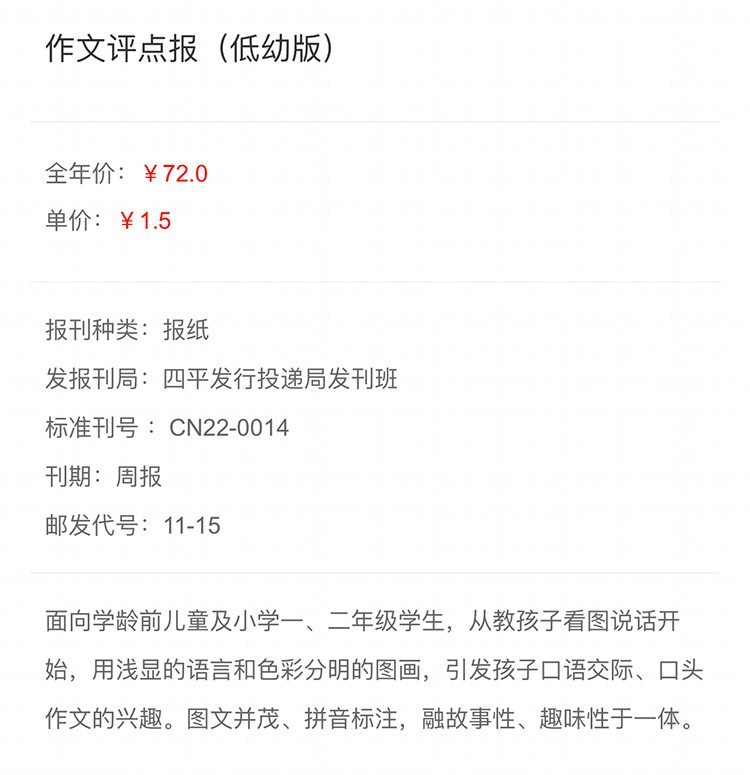 作文评点报（低幼版）
全年价：￥72.0
单价：￥1.5
报刊种类：报纸
发报刊局：四平发行投递局发刊班
标准刊号 ：CN22-0014
刊期：周报
邮发代号：11-15
面向学龄前儿童及小学一、二年级学生，从教孩子看图说话开
始，用浅显的语言和色彩分明的图画，引发孩子口语交际、口头
作文的兴趣。图文并茂、拼音标注，融故事性、趣味性于一体。